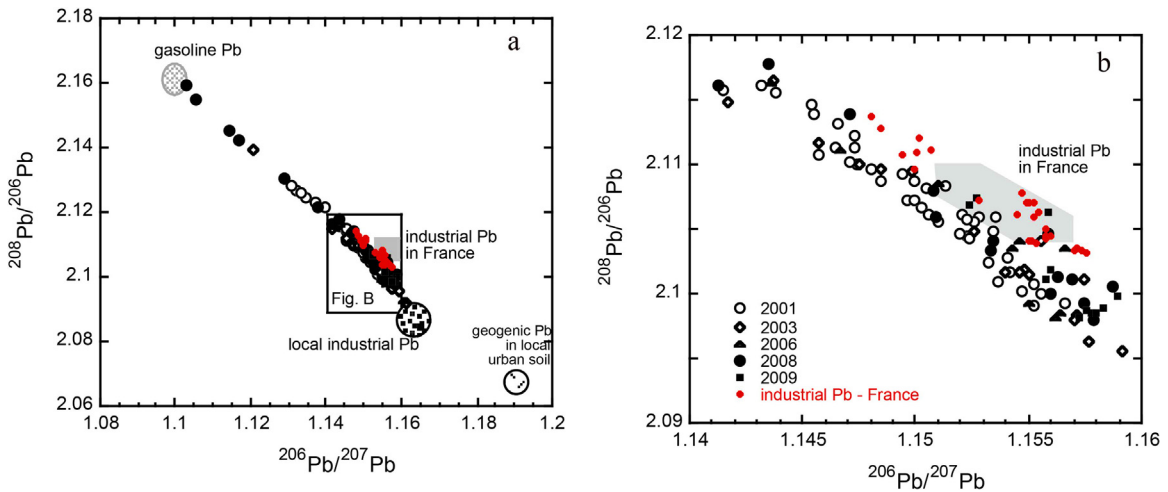 a
2.18
2.16
2.14
2.12
2.1
2.08
2.06
208Pb/206Pb
gasoline Pb
industrial Pb
in France
Fig. B
local industrial Pb
geogenic Pb
in local
urban soil
1.08
1.1
1.12
1.14
1.16
1.18
1.2
206Pb/207Pb
b
2.12
2.11
2.1
2.09
208Pb/206Pb
industrial Pb
in France
2001
2003
2006
2008
2009
industrial Pb - France
1.14
1.145
1.15
1.155
1.16
206Pb/207Pb